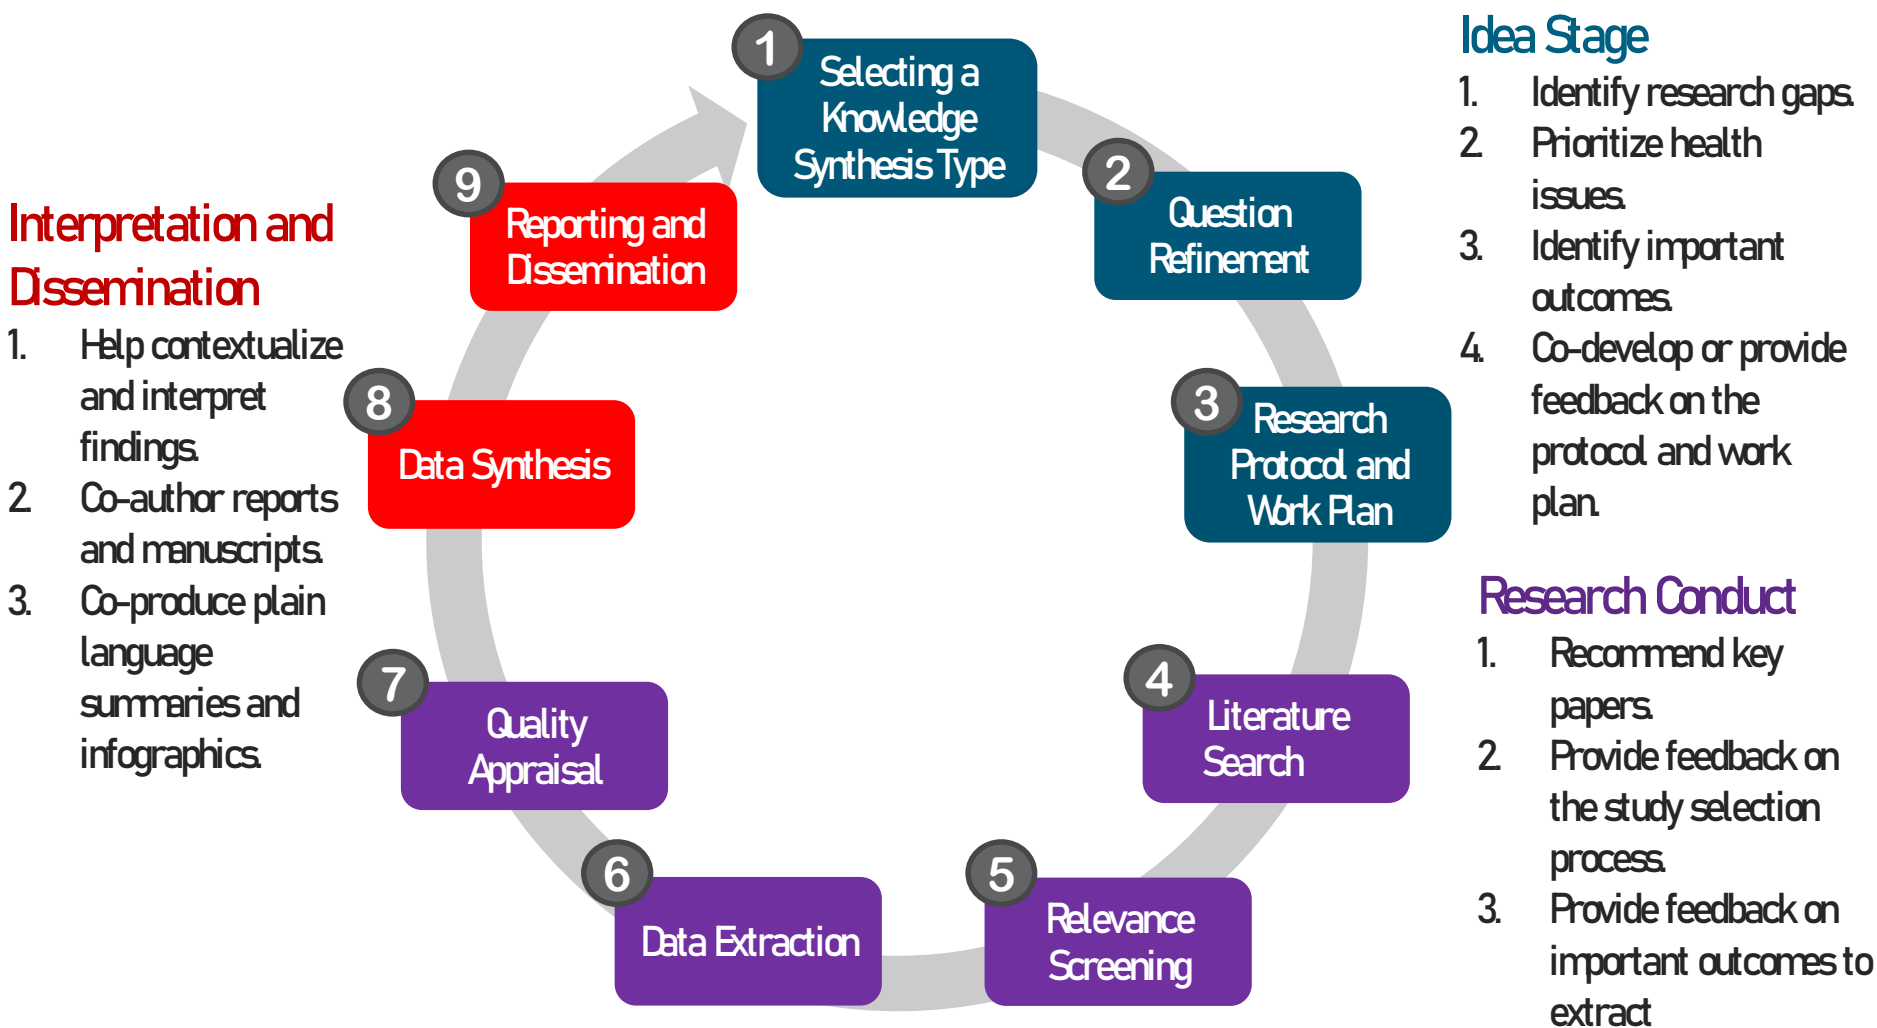 1
Selecting a
Knowledge
Synthesis Type
2
Question
Refinement
3
Research
Protocol and
Work Plan
4
Literature
Search
5
Relevance
Screening
6
Data Extraction
7
Quality
Appraisal
8
Data Synthesis
9
Reporting and
Dissemination
Idea Stage
1. Identify research gaps.
2. Prioritize health
issues.
3. Identify important
outcomes.
4. Co-develop or provide
feedback on the
protocol and work
plan.
Research Conduct
1. Recommend key
papers.
2. Provide feedback on
the study selection
process.
3. Provide feedback on
important outcomes to
extract
Interpretation and
Dissemination
1. Help contextualize
and interpret
findings.
2. Co-author reports
and manuscripts.
3. Co-produce plain
language
summaries and
infographics.